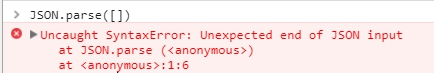 > JSON.parse([])
▶Uncaught SyntaxError: Unexpected end of JSON input
at JSON.parse (<anonymous>)
at <anonymous>:1:6